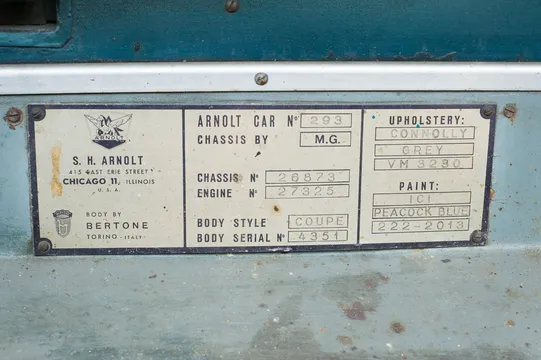 ARNOLT
S. H. ARNOLT
415 EAST ERIE STREET
CHICAGO 11, ILLINOIS
U. S. A.
BODY BY
BERTONE
TORINO - ITALY
ARNOLT CAR Nº 293
CHASSIS BY M.G.
CHASSIS Nº 26873
ENGINE Nº 27325
BODY STYLE COUPE
BODY SERIAL Nº 4351
UPHOLSTERY:
CONNOLLY
GREY
VM 3230
PAINT:
ICI
PEACOCK BLUE
222-2013